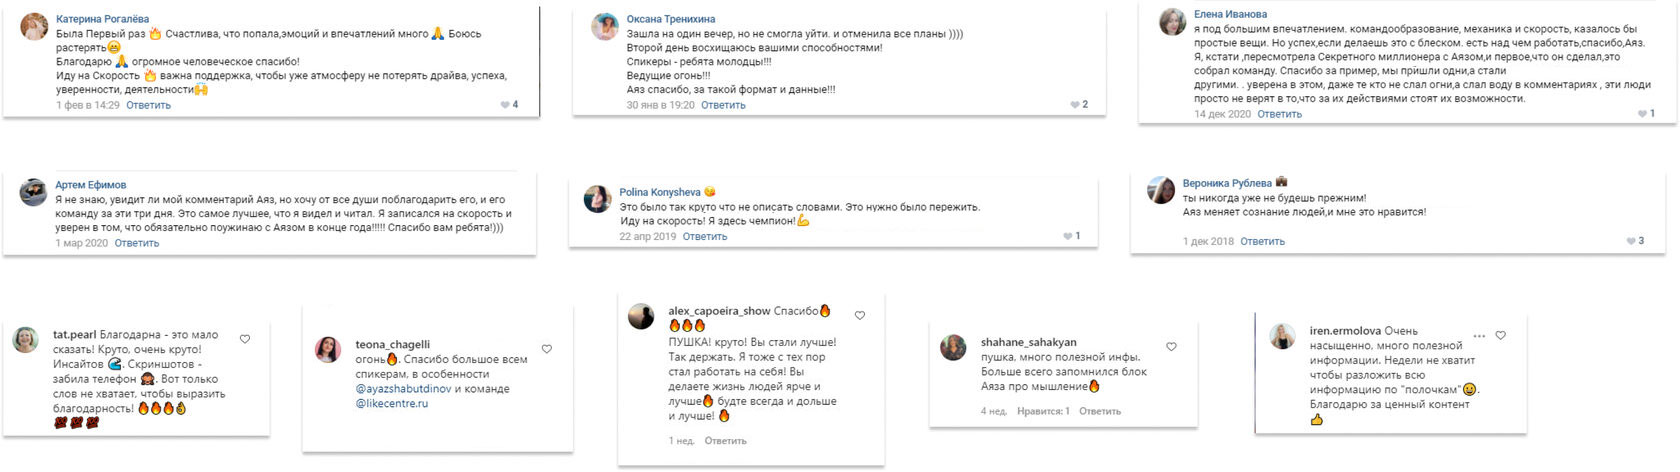 Катерина Рогалёва
Была Первый раз 🔥 Счастлива, что попала,эмоций и впечатлений много 🙏 Боюсь
растерять😁
Благодарю 🙏 огромное человеческое спасибо!
Иду на Скорость 🔥 важна поддержка, чтобы уже атмосферу не потерять драйва, успеха,
уверенности, деятельности🙌
1 фев в 14:29 Ответить
4
Оксана Тренихина
Зашла на один вечер, но не смогла уйти. и отменила все планы ))))
Второй день восхищаюсь вашими способностями!
Спикеры - ребята молодцы!!!
Ведущие огонь!!!
Аяз спасибо, за такой формат и данные!!!
30 янв в 19:20 Ответить
2
Елена Иванова
я под большим впечатлением. командообразование, механика и скорость, казалось бы
простые вещи. Но успех,если делаешь это с блеском. есть над чем работать,спасибо,Аяз.
Я, кстати ,пересмотрела Секретного миллионера с Аязом,и первое,что он сделал,это
собрал команду. Спасибо за пример, мы пришли одни,а стали
другими. . уверена в этом, даже те кто не слал огни,а слал воду в комментариях , эти люди
просто не верят в то,что за их действиями стоят их возможности.
14 дек 2020 Ответить
1
Артем Ефимов
Я не знаю, увидит ли мой комментарий Аяз, но хочу от все души поблагодарить его, и его
команду за эти три дня. Это самое лучшее, что я видел и читал. Я записался на скорость и
уверен в том, что обязательно поужинаю с Аязом в конце года!!!!! Спасибо вам ребята!)))
1 мар 2020 Ответить
Polina Konysheva 😘
Это было так круто что не описать словами. Это нужно было пережить.
Иду на скорость! Я здесь чемпион!💪
22 апр 2019 Ответить
1
Вероника Рублева 💼
ты никогда уже не будешь прежним!
Аяз меняет сознание людей,и мне это нравится!
1 дек 2018 Ответить
3
tat.pearl Благодарна - это мало
сказать! Круто, очень круто!
Инсайтов 🌊. Скриншотов -
забила телефон 🙈. Вот только
слов не хватает, чтобы выразить
благодарность! 🔥🔥🔥👌
💯💯💯
teona_chagelli
огонь🔥. Спасибо большое всем
спикерам, в особенности
@ayazshabutdinov и команде
@likecentre.ru
alex_capoeira_show Спасибо🔥
🔥🔥🔥
ПУШКА! круто! Вы стали лучше!
Так держать. Я тоже с тех пор
стал работать на себя! Вы
делаете жизнь людей ярче и
лучше🔥 будте всегда и дольше
и лучше! 🔥
1 нед. Ответить
shahane_sahakyan
пушка, много полезной инфы.
Больше всего запомнился блок
Аяза про мышление🔥
4 нед. Нравится: 1 Ответить
iren.ermolova Очень
насыщенно, много полезной
информации. Недели не хватит
чтобы разложить всю
информацию по "полочкам"😉.
Благодарю за ценный контент
👍